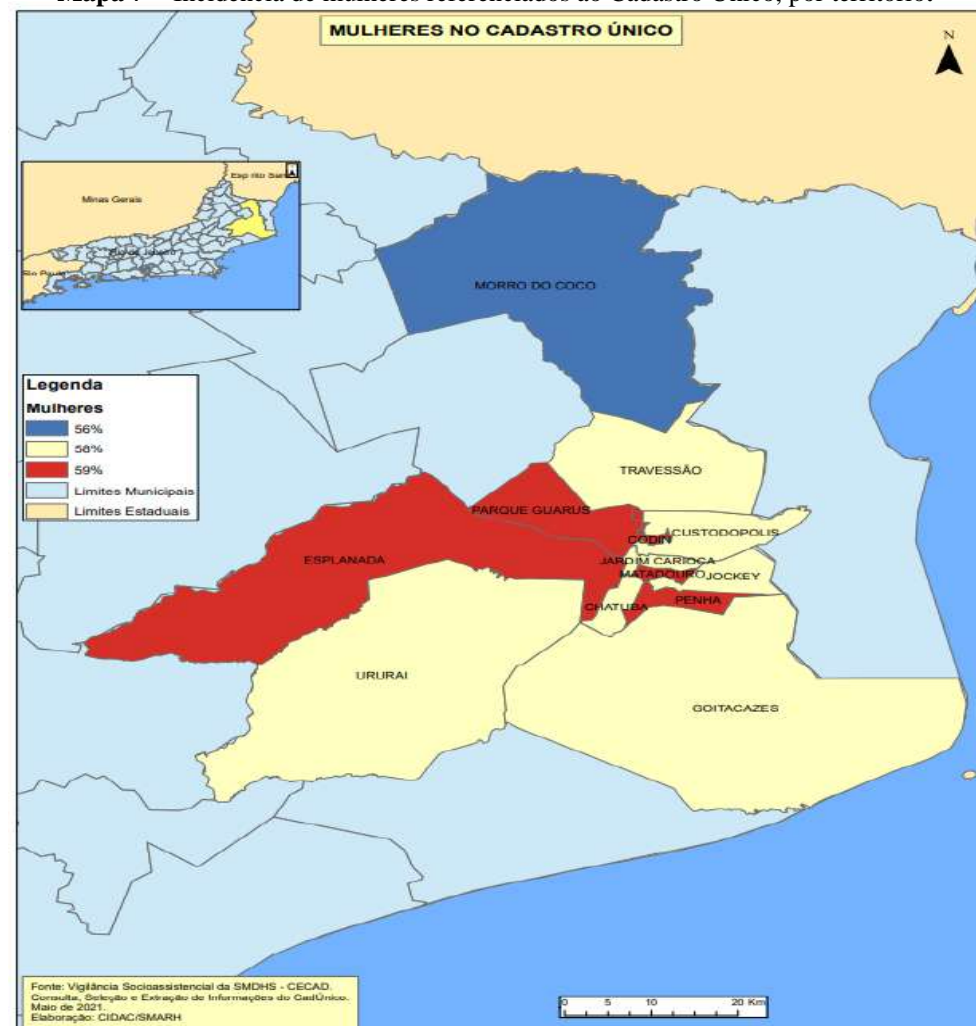 Incidência de mulheres referenciados ao Cadastro Único, por território.
MULHERES NO CADASTRO ÚNICO
N
Espírito Santo
Minas Gerais
Rio de Janeiro
São Paulo
MORRO DO COCO
Legenda
Mulheres
56%
58%
59%
Limites Municipais
Limites Estaduais
TRAVESSÃO
PARQUE GUARUS
CODIN
CUSTODOPOLIS
ESPLANADA
JARDIM CARIOCA
MATADOURO
JOCKEY
CHATUBA
PENHA
URURAI
GOITACAZES
Fonte: Vigilância Socioassistencial da SMDHS - CECAD.
Consulta, Seleção e Extração de Informações do CadÚnico.
Maio de 2021.
Elaboração: CIDAC/SMARH
0 5 10 20 Km